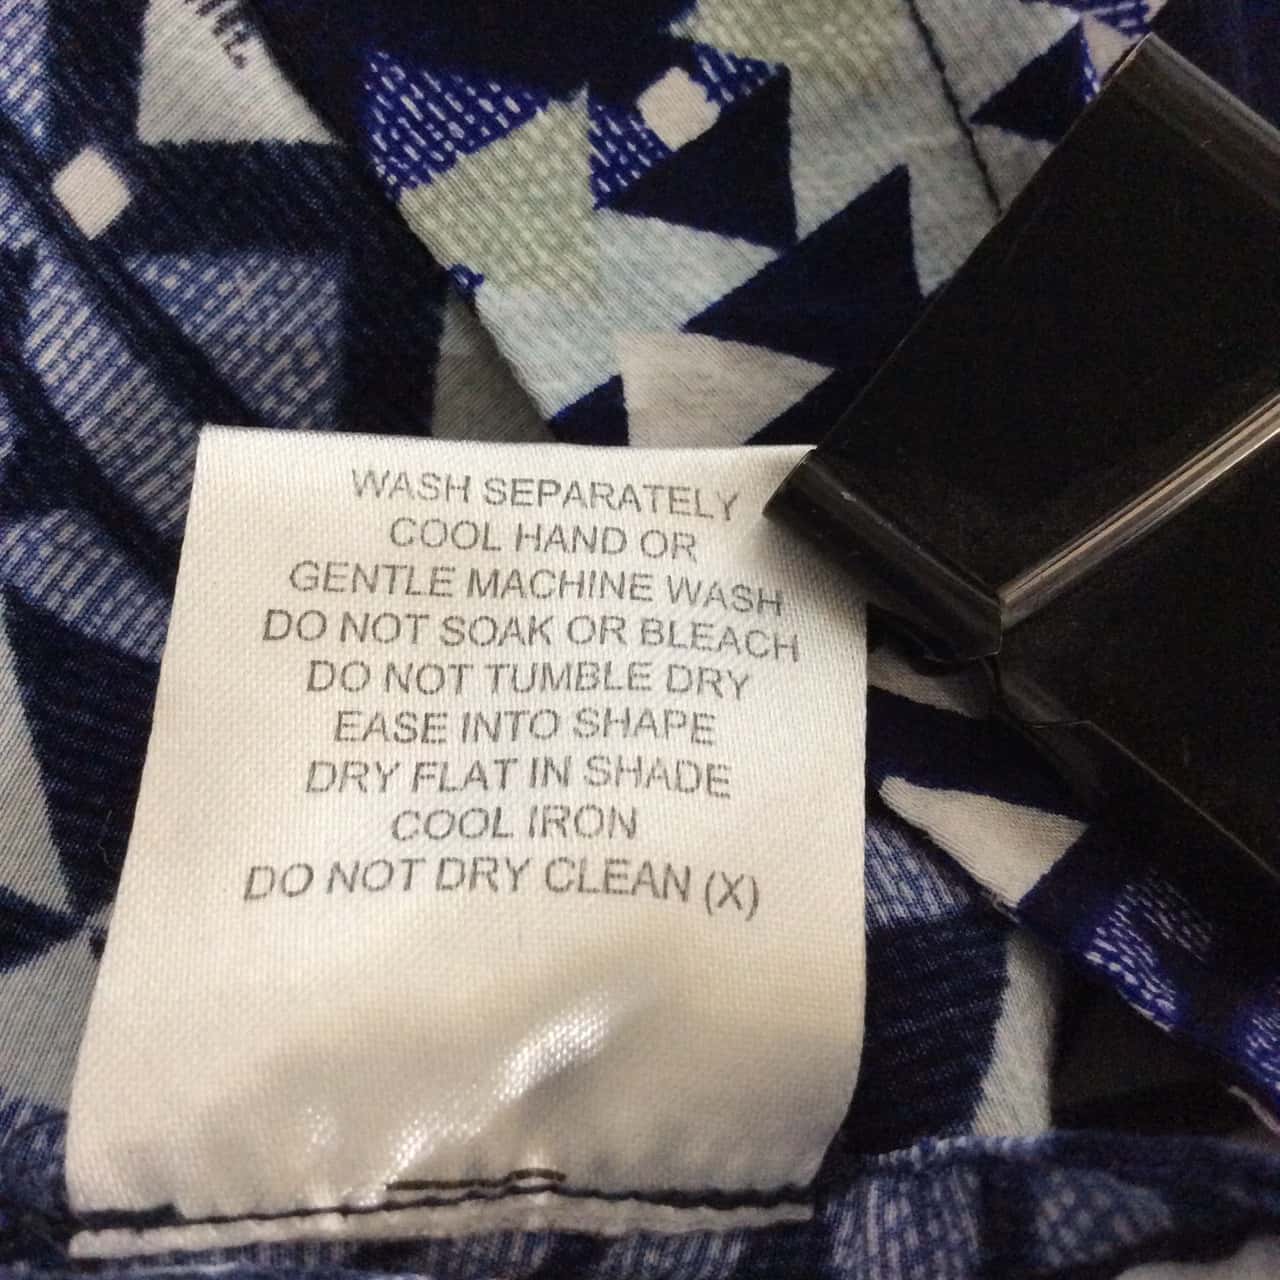 WASH SEPARATELY
COOL HAND OR
GENTLE MACHINE WASH
DO NOT SOAK OR BLEACH
DO NOT TUMBLE DRY
EASE INTO SHAPE
DRY FLAT IN SHADE
COOL IRON
DO NOT DRY CLEAN (X)